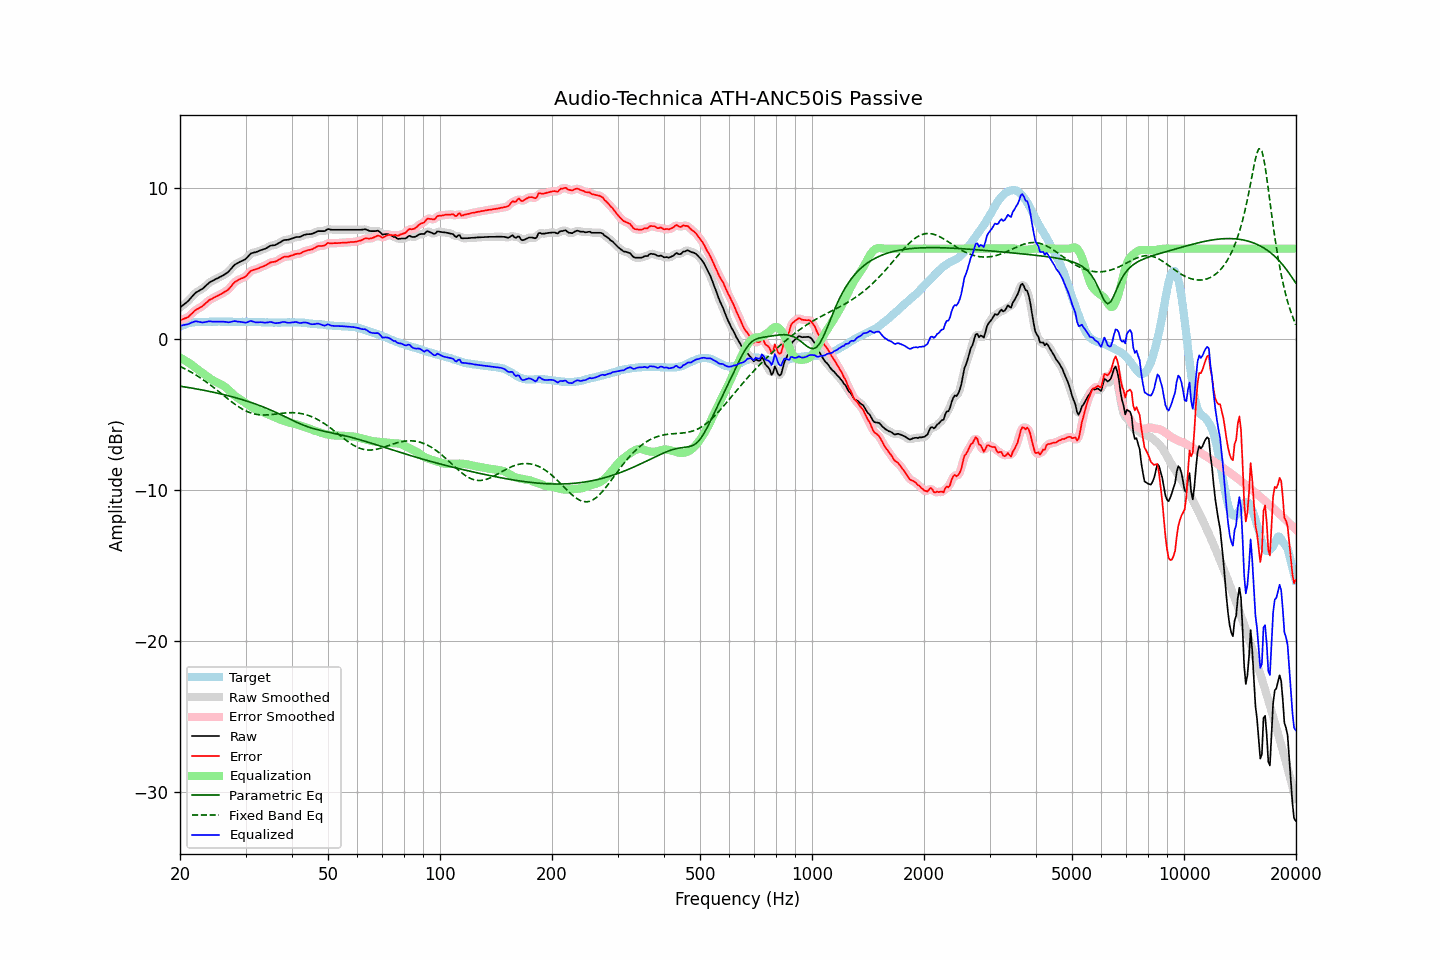 Audio-Technica ATH-ANC50iS Passive
Amplitude (dBr)
10
0
−10
−20
−30
Target
Raw Smoothed
Error Smoothed
Raw
Error
Equalization
Parametric Eq
Fixed Band Eq
Equalized
20 50 100 200 500 1000 2000 5000 10000 20000
Frequency (Hz)